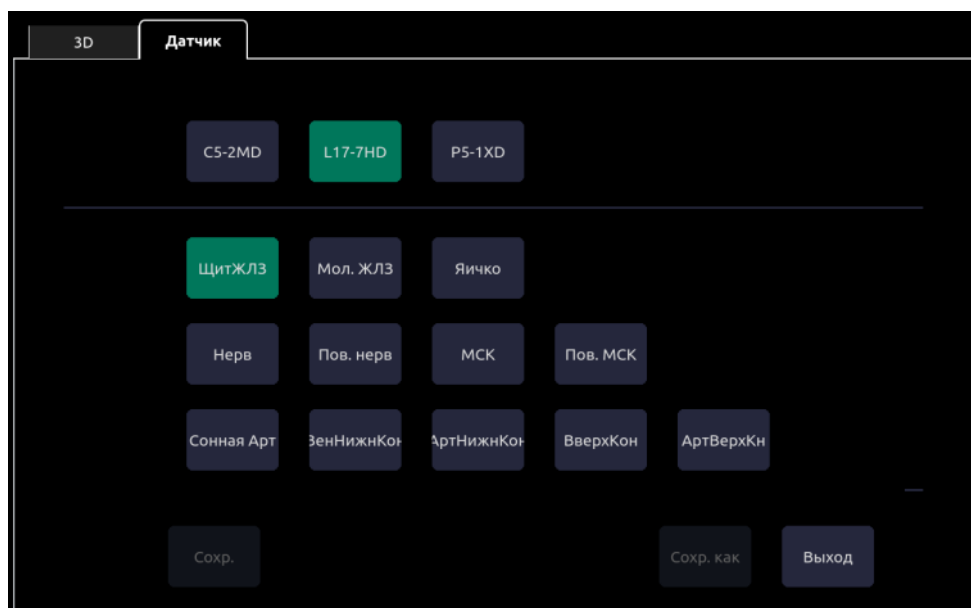 3D Датчик
C5-2MD L17-7HD P5-1XD
ЩитЖЛЗ Мол. ЖЛЗ Яичко
Нерв Пов. нерв МСК Пов. МСК
Сонная Арт ВенНижнКон АртНижнКон ВверхКон АртВерхКн
Сохр. Сохр. как Выход